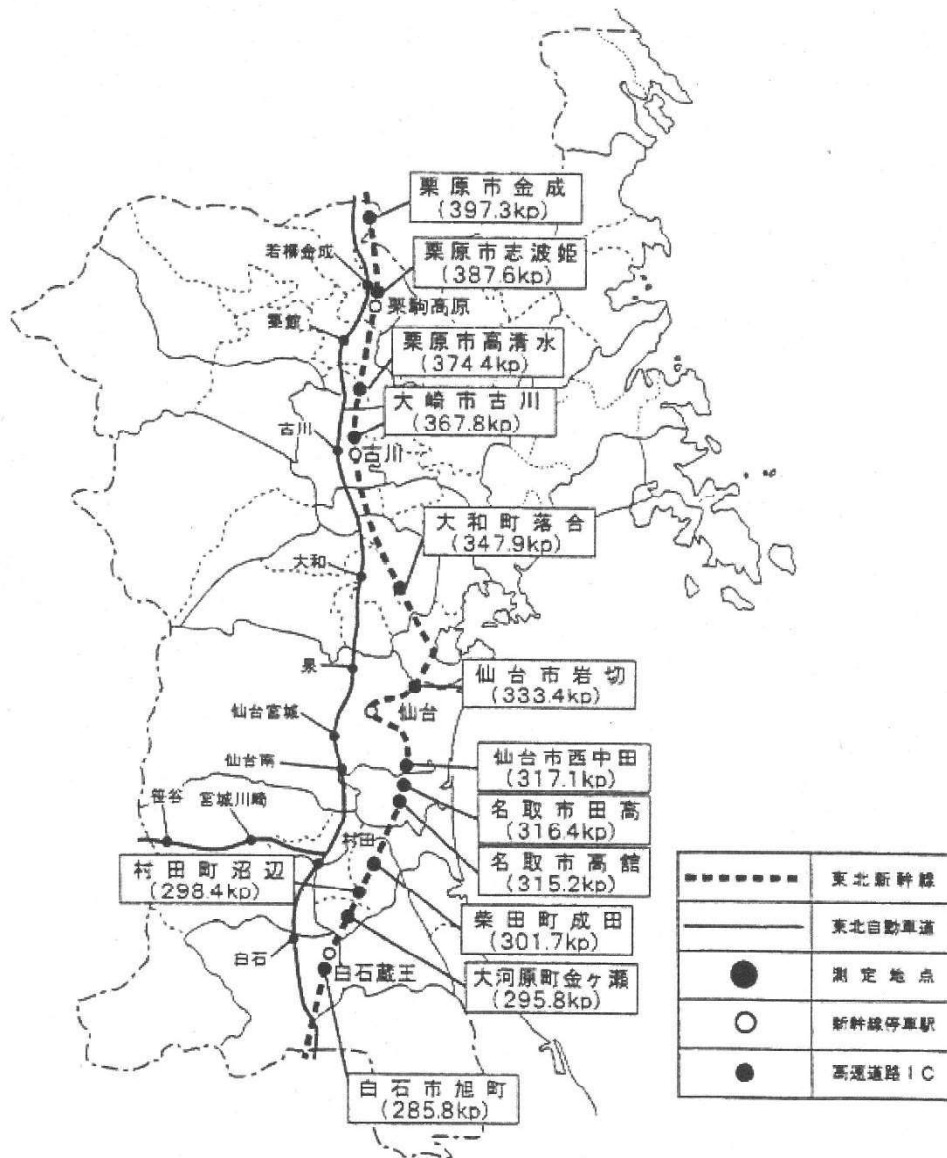 栗原市金成
(397.3kp)
若柳金成
栗原市志波姫
(387.6kp)
栗駒高原
築館
栗原市高清水
(374.4kp)
大崎市古川
(367.8kp)
古川
古川
大和町落合
(347.9kp)
大和
泉
仙台市岩切
(333.4kp)
仙台
仙台宮城
仙台南
仙台市西中田
(317.1kp)
笹谷
宮城川崎
名取市田高
(316.4kp)
村田
名取市高館
(315.2kp)
村田町沼辺
(298.4kp)
柴田町成田
(301.7kp)
白石
白石蔵王
大河原町金ヶ瀬
(295.8kp)
白石市旭町
(285.8kp)
東北新幹線
東北自動車道
測定地点
新幹線停車駅
高速道路IC